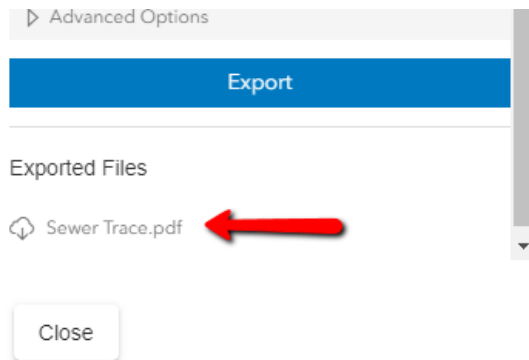 Advanced Options
Export
Exported Files
Sewer Trace.pdf
Close